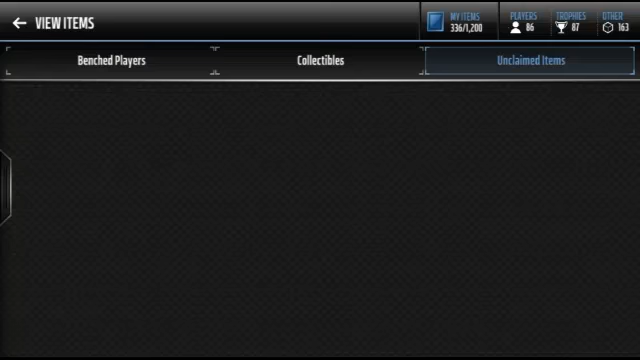 VIEW ITEMS
MY ITEMS
336/1,200
PLAYERS
86
TROPHIES
87
OTHER
163
Benched Players
Collectibles
Unclaimed Items